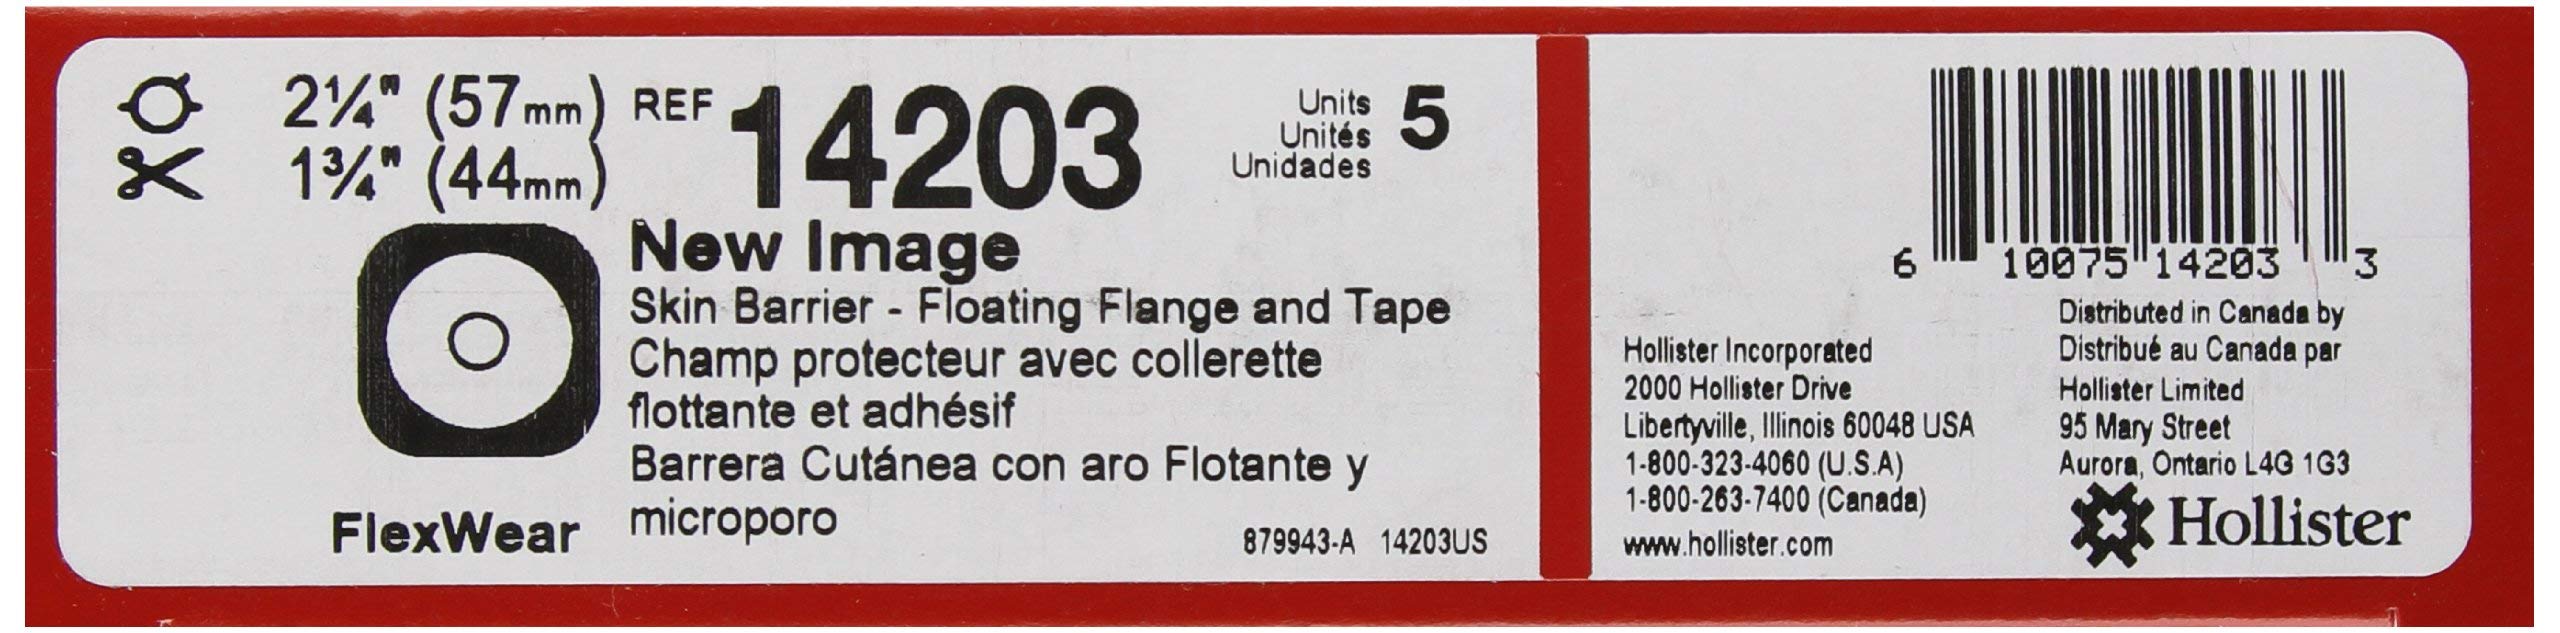 2¼" (57mm)
1¾" (44mm)
REF 14203
Units
Unités
Unidades
5
New Image
Skin Barrier - Floating Flange and Tape
Champ protecteur avec collerette
flottante et adhésif
Barrera Cutánea con aro Flotante y
microporo
FlexWear
879943-A 14203US
6 10075 14203 3
Hollister Incorporated
2000 Hollister Drive
Libertyville, Illinois 60048 USA
1-800-323-4060 (U.S.A)
1-800-263-7400 (Canada)
www.hollister.com
Distributed in Canada by
Distribué au Canada par
Hollister Limited
95 Mary Street
Aurora, Ontario L4G 1G3
Hollister